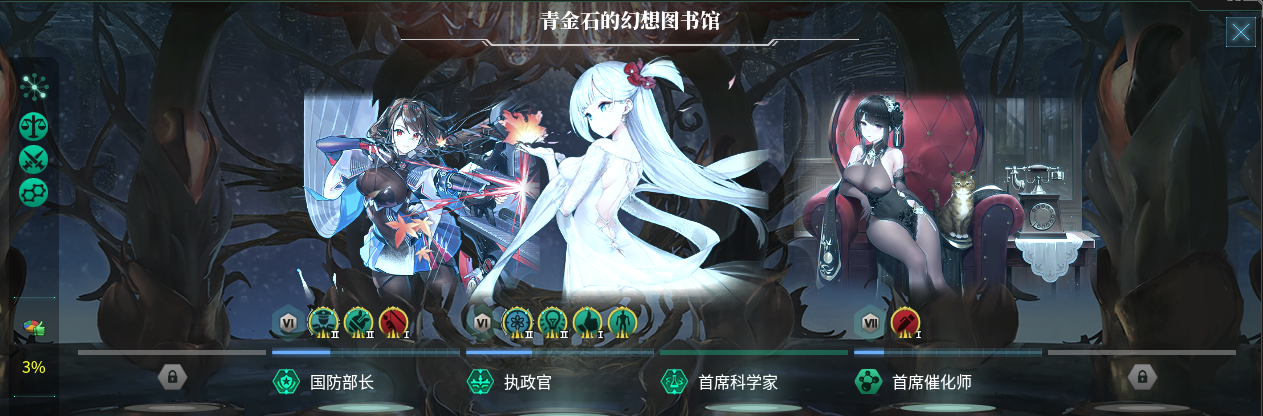 青金石的幻想图书馆
VI II II I
VI II II I
VII I
3%
国防部长
执政官
首席科学家
首席催化师